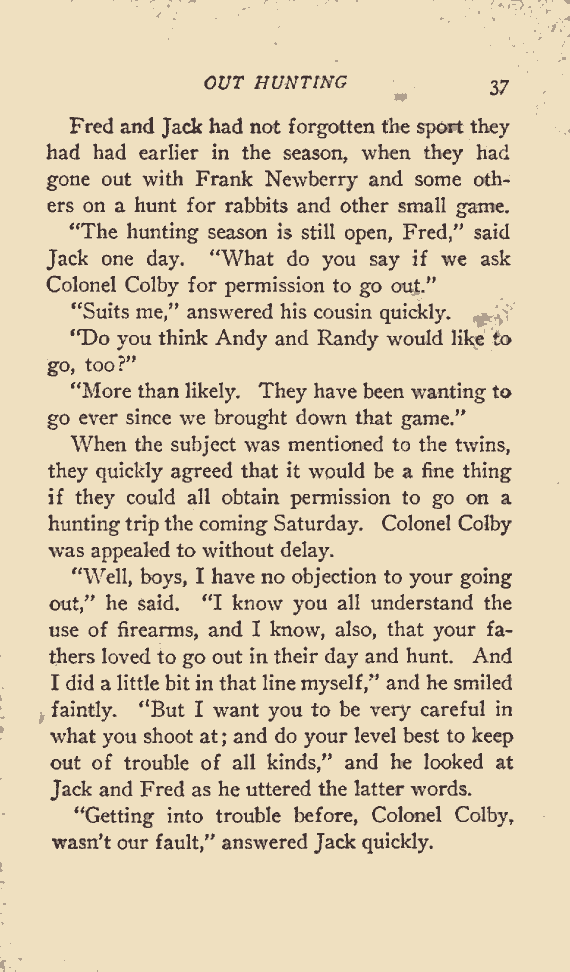 OUT HUNTING 37
Fred and Jack had not forgotten the sport they
had had earlier in the season, when they had
gone out with Frank Newberry and some oth-
ers on a hunt for rabbits and other small game.
“The hunting season is still open, Fred,” said
Jack one day. “What do you say if we ask
Colonel Colby for permission to go out.”
“Suits me,” answered his cousin quickly.
“Do you think Andy and Randy would like to
go, too?”
“More than likely. They have been wanting to
go ever since we brought down that game.”
When the subject was mentioned to the twins,
they quickly agreed that it would be a fine thing
if they could all obtain permission to go on a
hunting trip the coming Saturday. Colonel Colby
was appealed to without delay.
“Well, boys, I have no objection to your going
out,” he said. “I know you all understand the
use of firearms, and I know, also, that your fa-
thers loved to go out in their day and hunt. And
I did a little bit in that line myself,” and he smiled
faintly. “But I want you to be very careful in
what you shoot at; and do your level best to keep
out of trouble of all kinds,” and he looked at
Jack and Fred as he uttered the latter words.
“Getting into trouble before, Colonel Colby,
wasn't our fault,” answered Jack quickly.